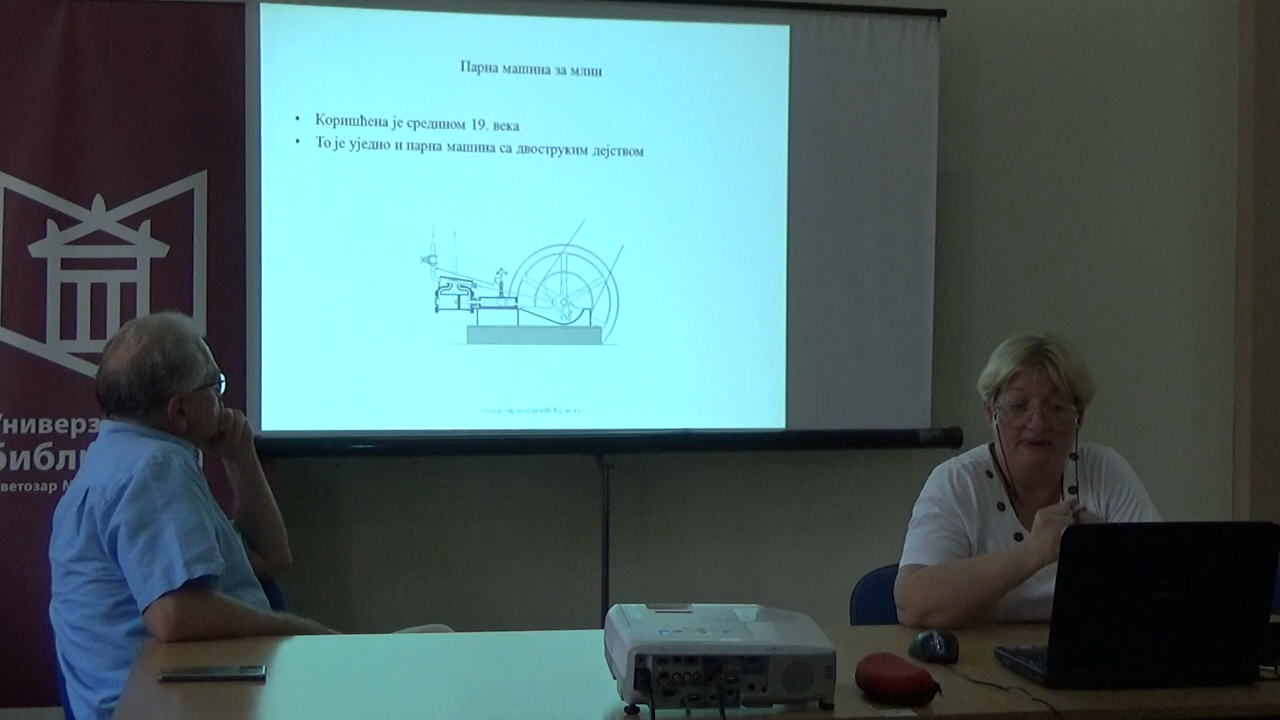 Парна машина за млин
• Коришћена је средином 19. века
• То је уједно и парна машина са двоструким дејством
Универз
библ
ветозар М